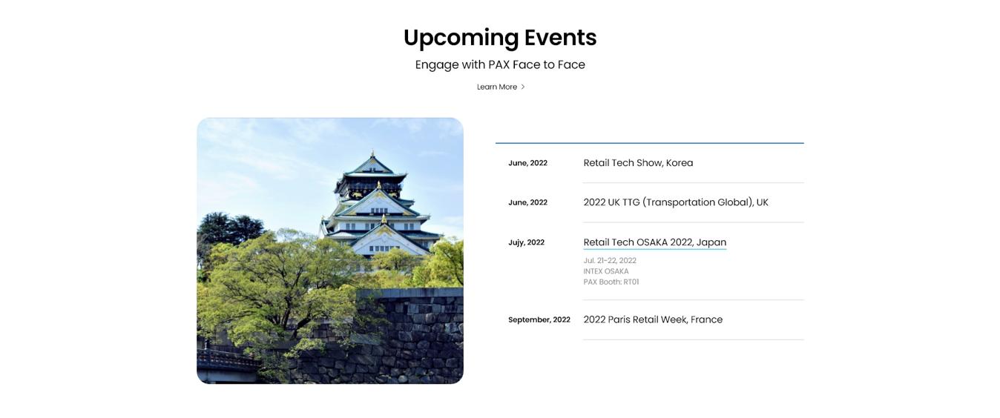 Upcoming Events
Engage with PAX Face to Face
Learn More >
June, 2022 Retail Tech Show, Korea
June, 2022 2022 UK TTG (Transportation Global), UK
Jujy, 2022 Retail Tech OSAKA 2022, Japan
Jul. 21-22, 2022
INTEX OSAKA
PAX Booth: RT01
September, 2022 2022 Paris Retail Week, France